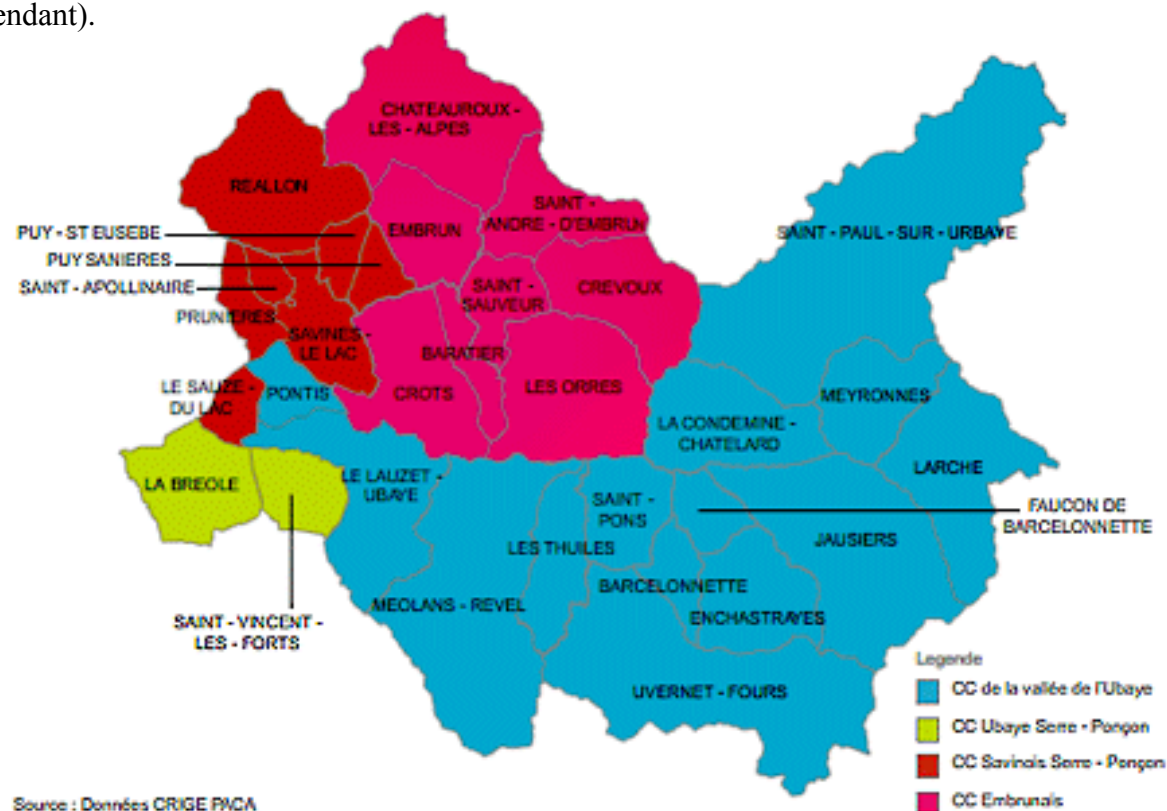 endant).
CHATEAUROUX -
LES - ALPES
REALLON
SAINT -
ANDRE - D'EMBRUN
PUY - ST EUSEBE
EMBRUN
SAINT - PAUL - SUR - URBAYE
PUY SANIERES
SAINT - APOLLINAIRE
SAINT -
SAUVEUR
CREVOUX
PRUNIERES
SAVINES -
LE LAC
BARATIER
LE SAUZE -
DU LAC
PONTIS
CROTS
LES ORRES
MEYRONNES
LA CONDEMINE -
CHATELARD
LARCHE
LA BREOLE
LE LAUZET -
UBAYE
SAINT -
PONS
FAUCON DE
BARCELONNETTE
LES THUILES
JAUSIERS
BARCELONNETTE
MEOLANS - REVEL
ENCHASTRAYES
SAINT - VINCENT -
LES - FORTS
UVERNET - FOURS
Legende
CC de la vallée de l'Ubaye
CC Ubaye Serre - Ponçon
CC Savinois Serre - Ponçon
CC Embrunais
Source : Données CRIGE PACA